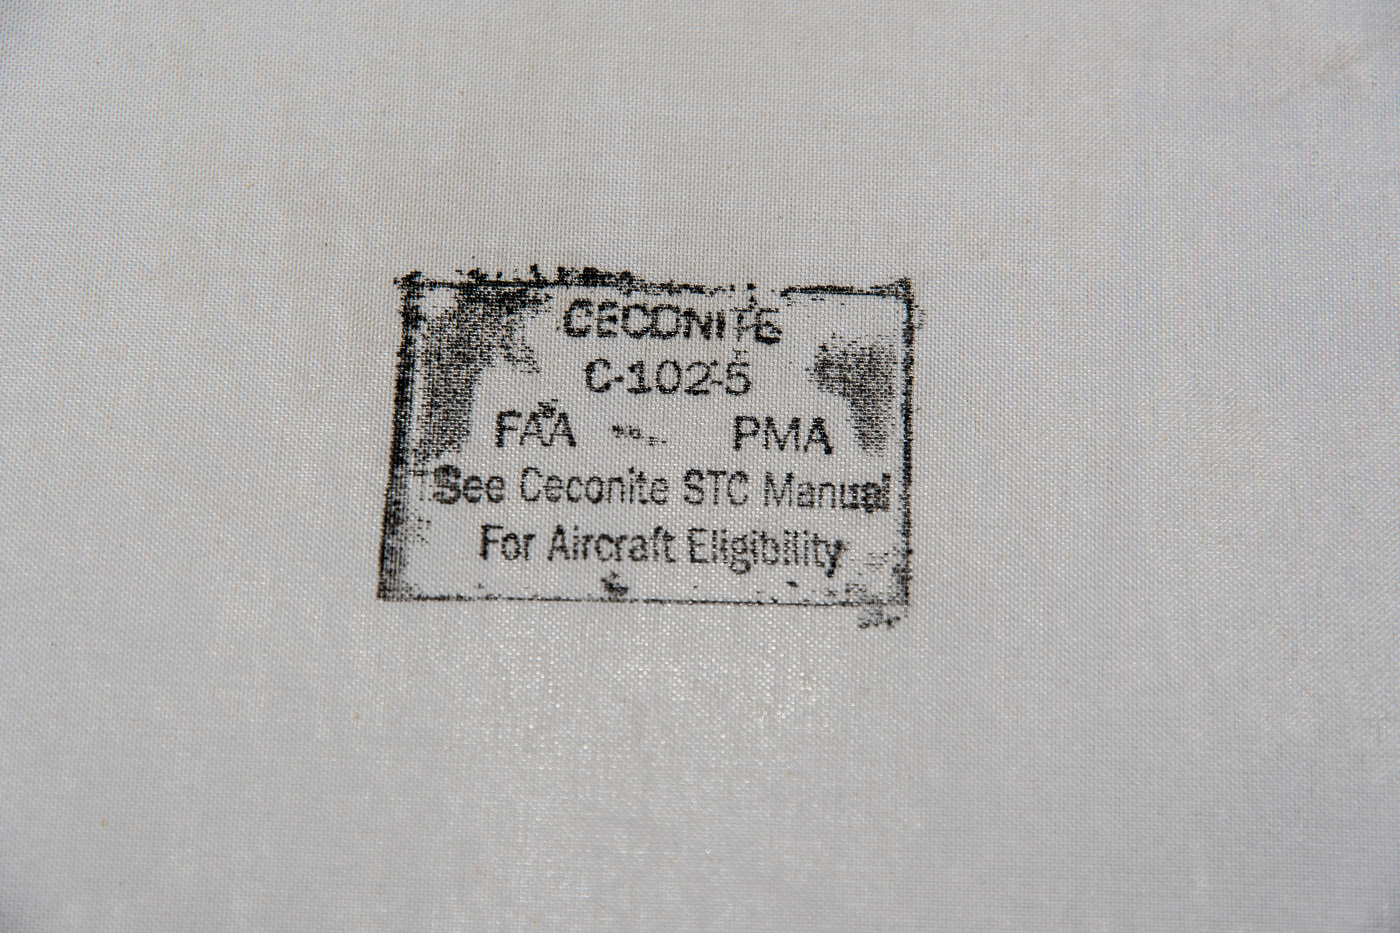 CECONITE
C-102-5
FAA PMA
See Ceconite STC Manual
For Aircraft Eligibility